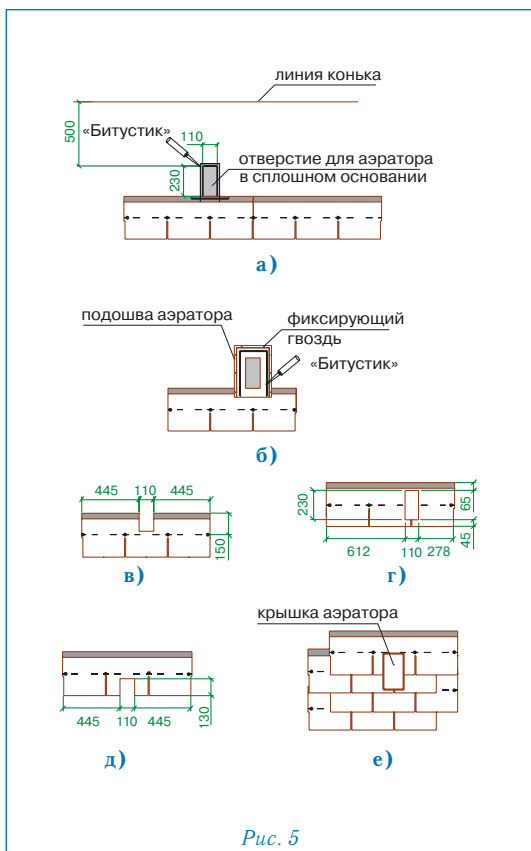 линия конька
500
«Битустик»
110
230
отверстие для аэратора
в сплошном основании
а)
подошва аэратора
фиксирующий
гвоздь
«Битустик»
б)
445 110 445
150
в)
230
65
45
612 110 278
г)
445 110 445
130
д)
крышка аэратора
е)
Рис. 5